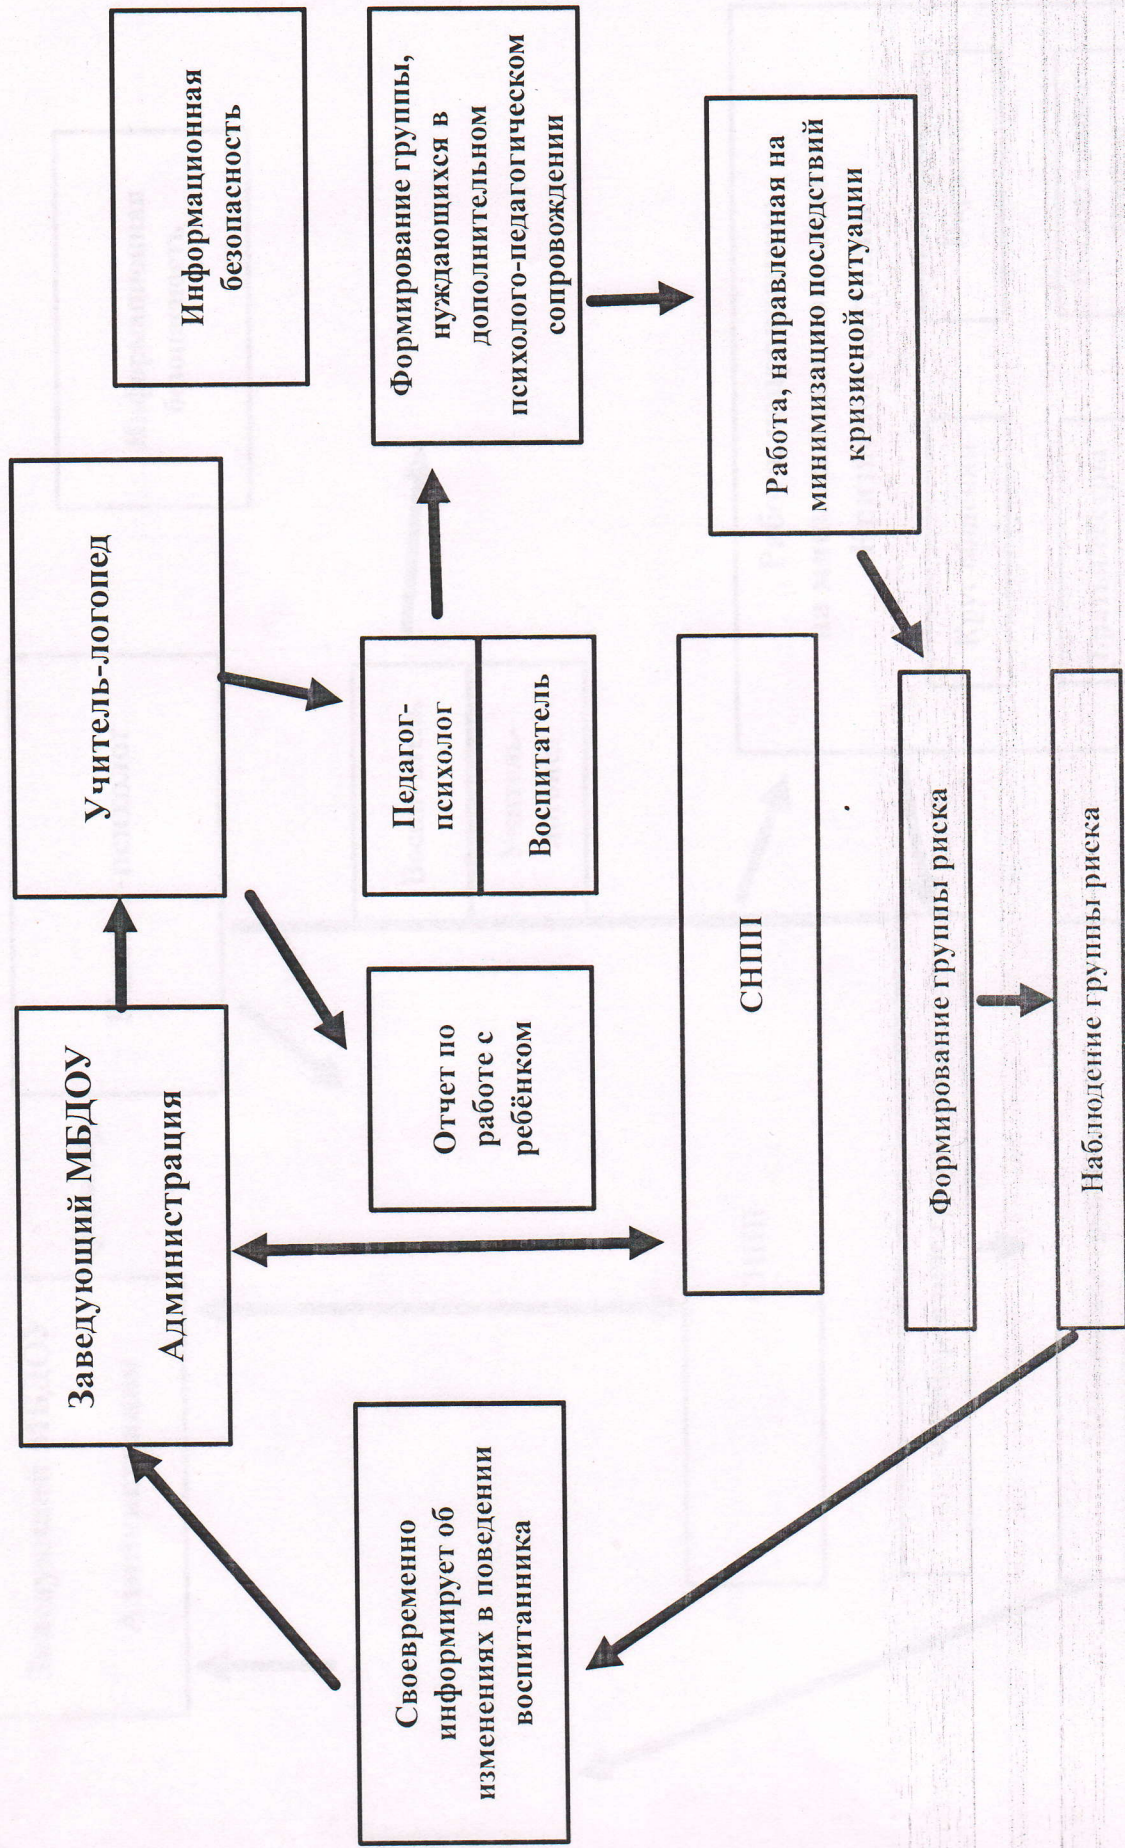 Заведующий МБДОУ
Администрация
Учитель-логопед
Информационная
безопасность
Своевременно
информирует об
изменениях в поведении
воспитанника
Отчет по
работе с
ребёнком
Педагог-
психолог
Воспитатель
Формирование группы,
нуждающихся в
дополнительном
психолого-педагогическом
сопровождении
СНПП
Работа, направленная на
минимизацию последствий
кризисной ситуации
Формирование группы риска
Наблюдение группы риска